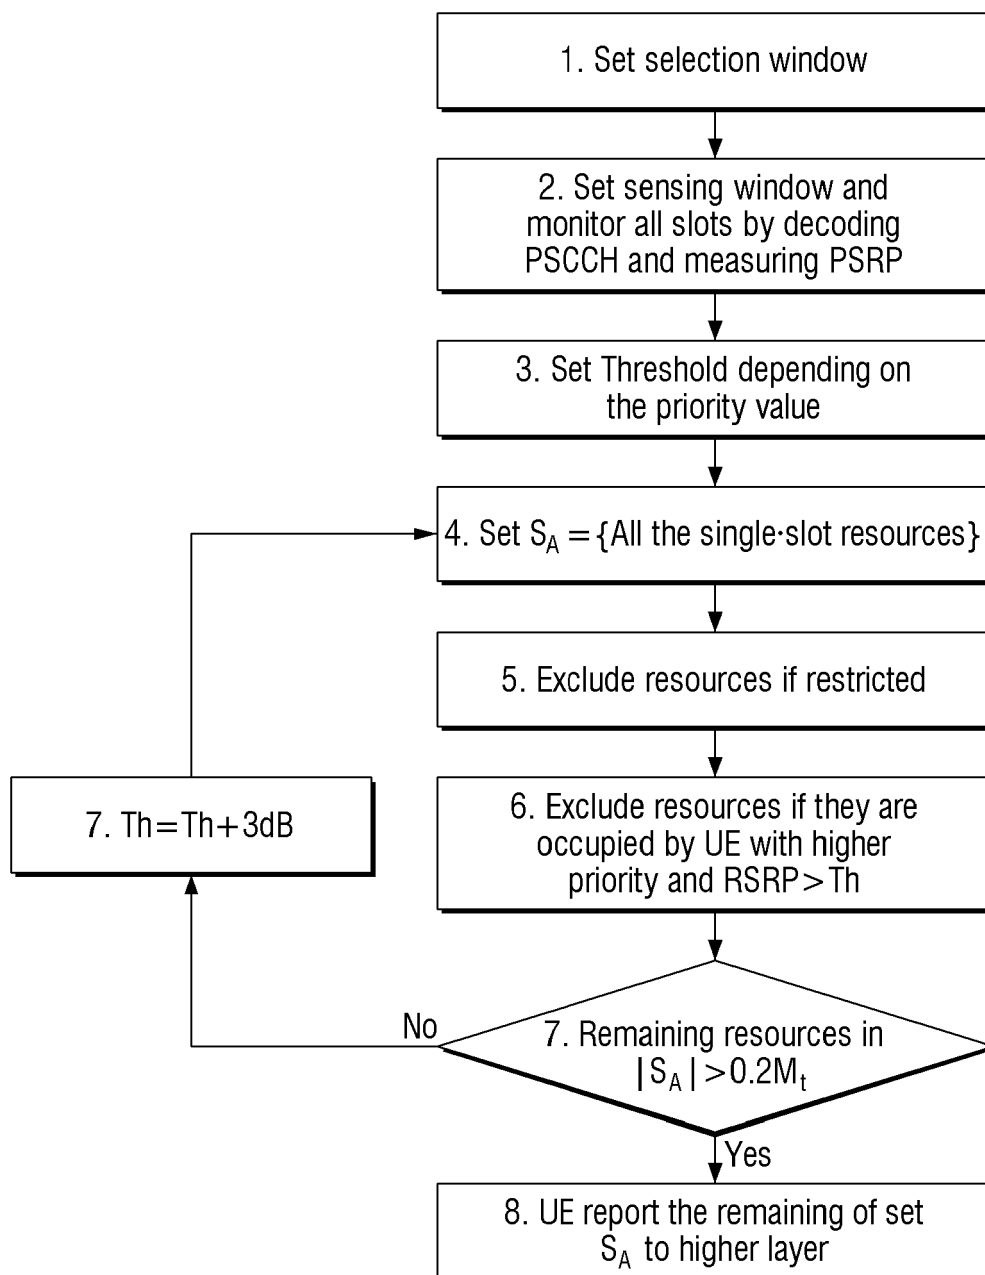 1. Set selection window
2. Set sensing window and
monitor all slots by decoding
PSCCH and measuring PSRP
3. Set Threshold depending on
the priority value
4. Set S_A = {All the single·slot resources}
5. Exclude resources if restricted
7. Th=Th+3dB
6. Exclude resources if they are
occupied by UE with higher
priority and RSRP>Th
No
7. Remaining resources in
|S_A|>0.2M_t
Yes
8. UE report the remaining of set
S_A to higher layer